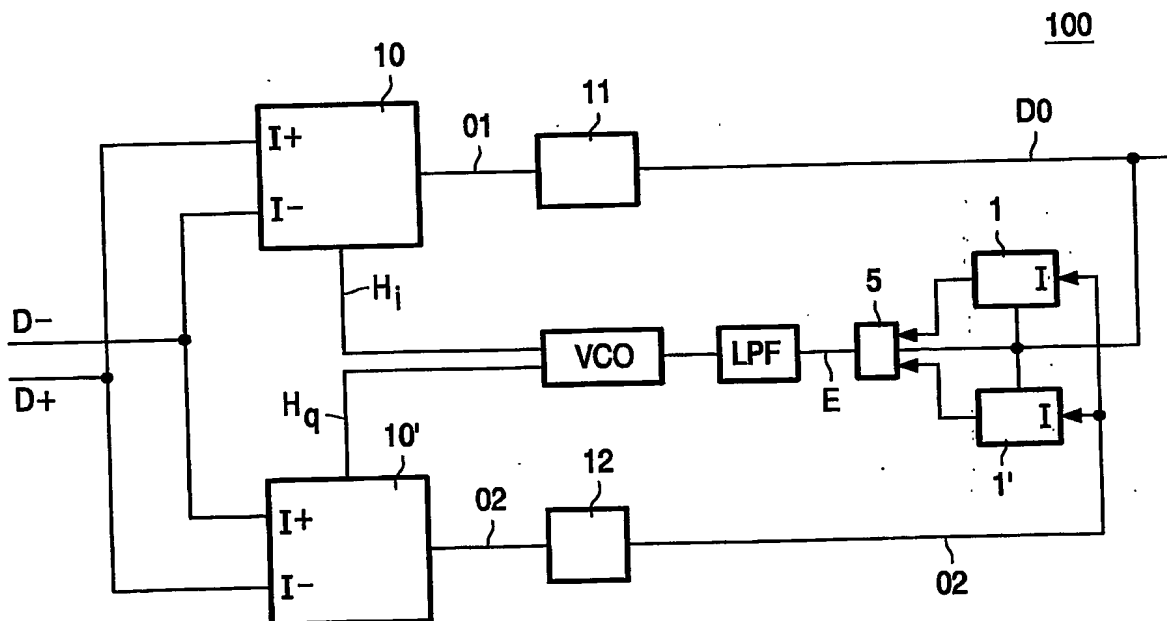 100
10
11
01
D0
I+
I-
1
I
Hi
5
D-
VCO
LPF
E
D+
Hq
10'
I
1'
12
02
I+
I-
02